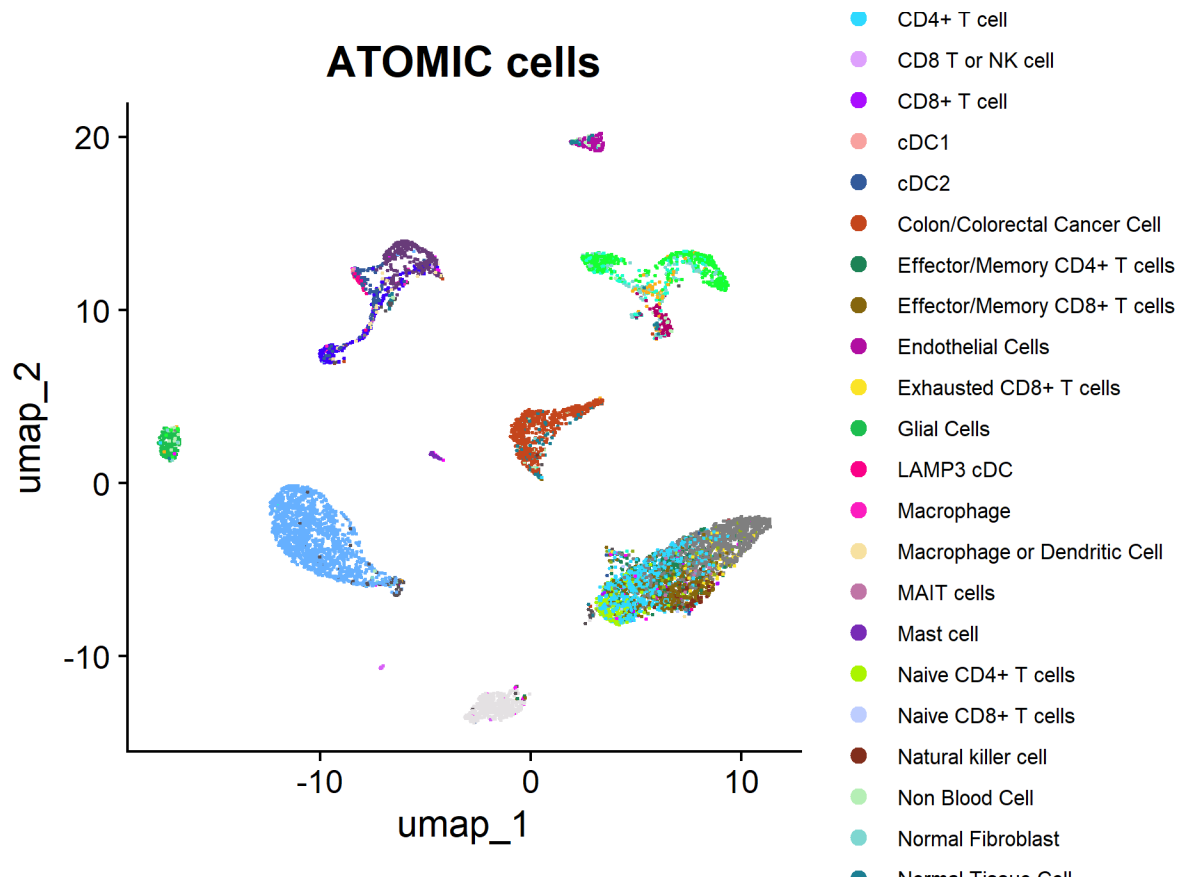 ATOMIC cells
20
10
0
-10
umap_2
-10 0 10
umap_1
CD4+ T cell
CD8 T or NK cell
CD8+ T cell
cDC1
cDC2
Colon/Colorectal Cancer Cell
Effector/Memory CD4+ T cells
Effector/Memory CD8+ T cells
Endothelial Cells
Exhausted CD8+ T cells
Glial Cells
LAMP3 cDC
Macrophage
Macrophage or Dendritic Cell
MAIT cells
Mast cell
Naive CD4+ T cells
Naive CD8+ T cells
Natural killer cell
Non Blood Cell
Normal Fibroblast
Normal Tissue Cell